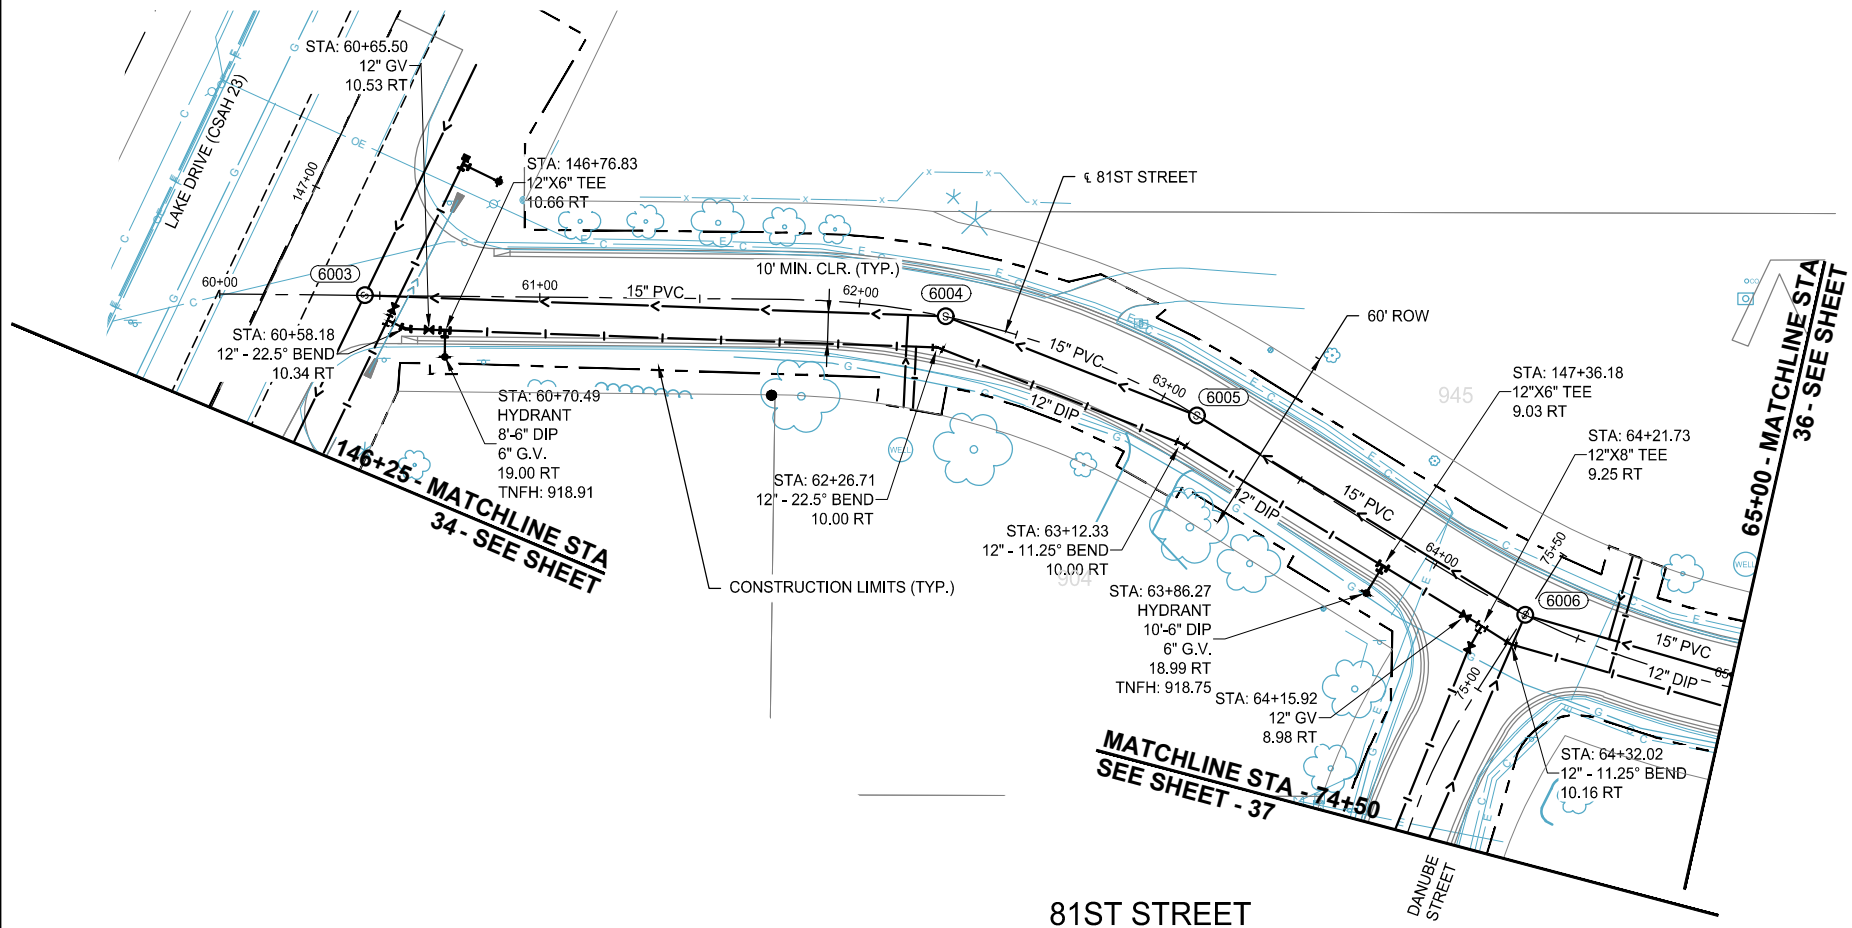 STA: 60+65.50
12" GV
10.53 RT
LAKE DRIVE (CSAH 23)
147+00
OE
STA: 146+76.83
12"X6" TEE
10.66 RT
℄ 81ST STREET
60+00
6003
61+00
15" PVC
10' MIN. CLR. (TYP.)
62+00
6004
STA: 60+58.18
12" - 22.5° BEND
10.34 RT
15" PVC
63+00
6005
60' ROW
12" DIP
STA: 60+70.49
HYDRANT
8'-6" DIP
6" G.V.
19.00 RT
TNFH: 918.91
WELL
945
STA: 147+36.18
12"X6" TEE
9.03 RT
STA: 64+21.73
12"X8" TEE
9.25 RT
65+00 - MATCHLINE STA
36 - SEE SHEET
146+25 - MATCHLINE STA
34 - SEE SHEET
STA: 62+26.71
12" - 22.5° BEND
10.00 RT
12" DIP
15" PVC
STA: 63+12.33
12" - 11.25° BEND
10.00 RT
904
64+00
75+50
WELL
CONSTRUCTION LIMITS (TYP.)
STA: 63+86.27
HYDRANT
10'-6" DIP
6" G.V.
18.99 RT
TNFH: 918.75
6006
15" PVC
12" DIP
75+00
STA: 64+15.92
12" GV
8.98 RT
MATCHLINE STA - 74+50
SEE SHEET - 37
STA: 64+32.02
12" - 11.25° BEND
10.16 RT
DANUBE
STREET
81ST STREET